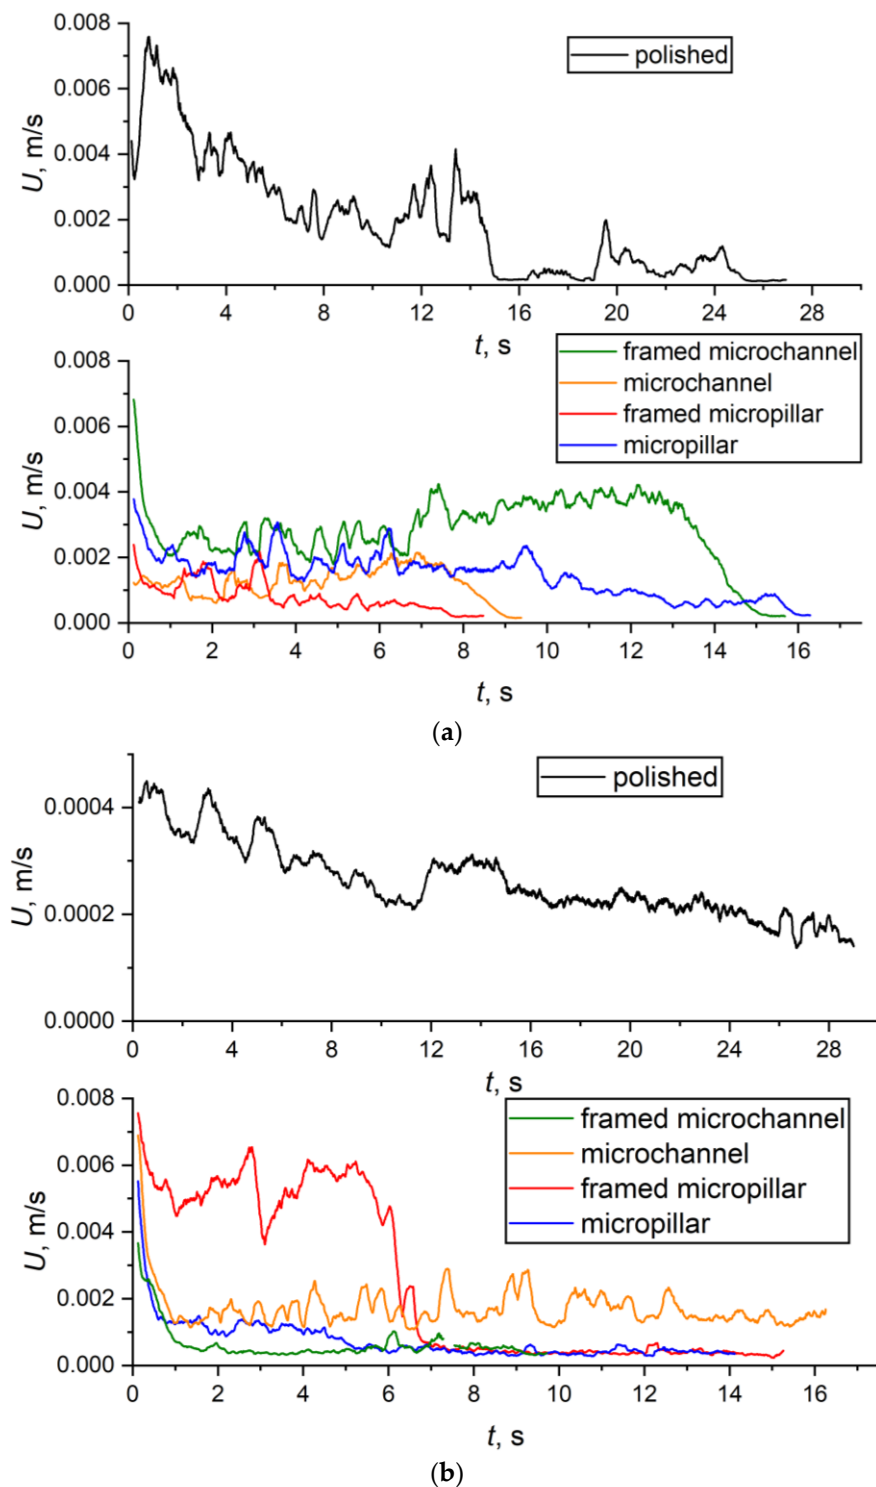 0.008
polished
0.006
0.004
U, m/s
0.002
0.000
0 4 8 12 16 20 24 28
t, s
0.008
framed microchannel
microchannel
0.006
framed micropillar
micropillar
0.004
U, m/s
0.002
0.000
0 2 4 6 8 10 12 14 16
t, s
(a)
polished
0.0004
U, m/s
0.0002
0.0000
0 4 8 12 16 20 24 28
t, s
0.008
framed microchannel
microchannel
0.006
framed micropillar
micropillar
0.004
U, m/s
0.002
0.000
0 2 4 6 8 10 12 14 16
t, s
(b)